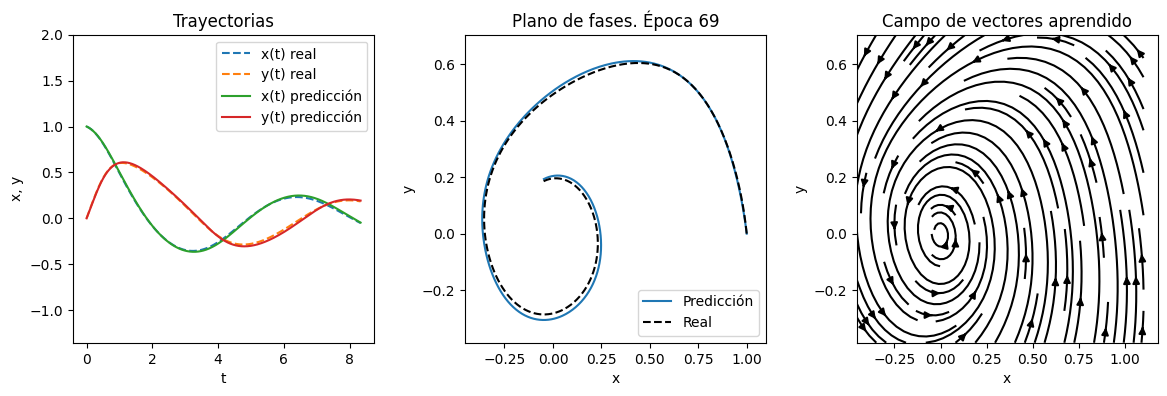 Trayectorias
2.0
1.5
1.0
0.5
0.0
−0.5
−1.0
x, y
0 2 4 6 8
t
x(t) real
y(t) real
x(t) predicción
y(t) predicción
Plano de fases. Época 69
0.6
0.4
0.2
0.0
−0.2
y
−0.25 0.00 0.25 0.50 0.75 1.00
x
Predicción
Real
Campo de vectores aprendido
0.6
0.4
0.2
0.0
−0.2
y
−0.25 0.00 0.25 0.50 0.75 1.00
x